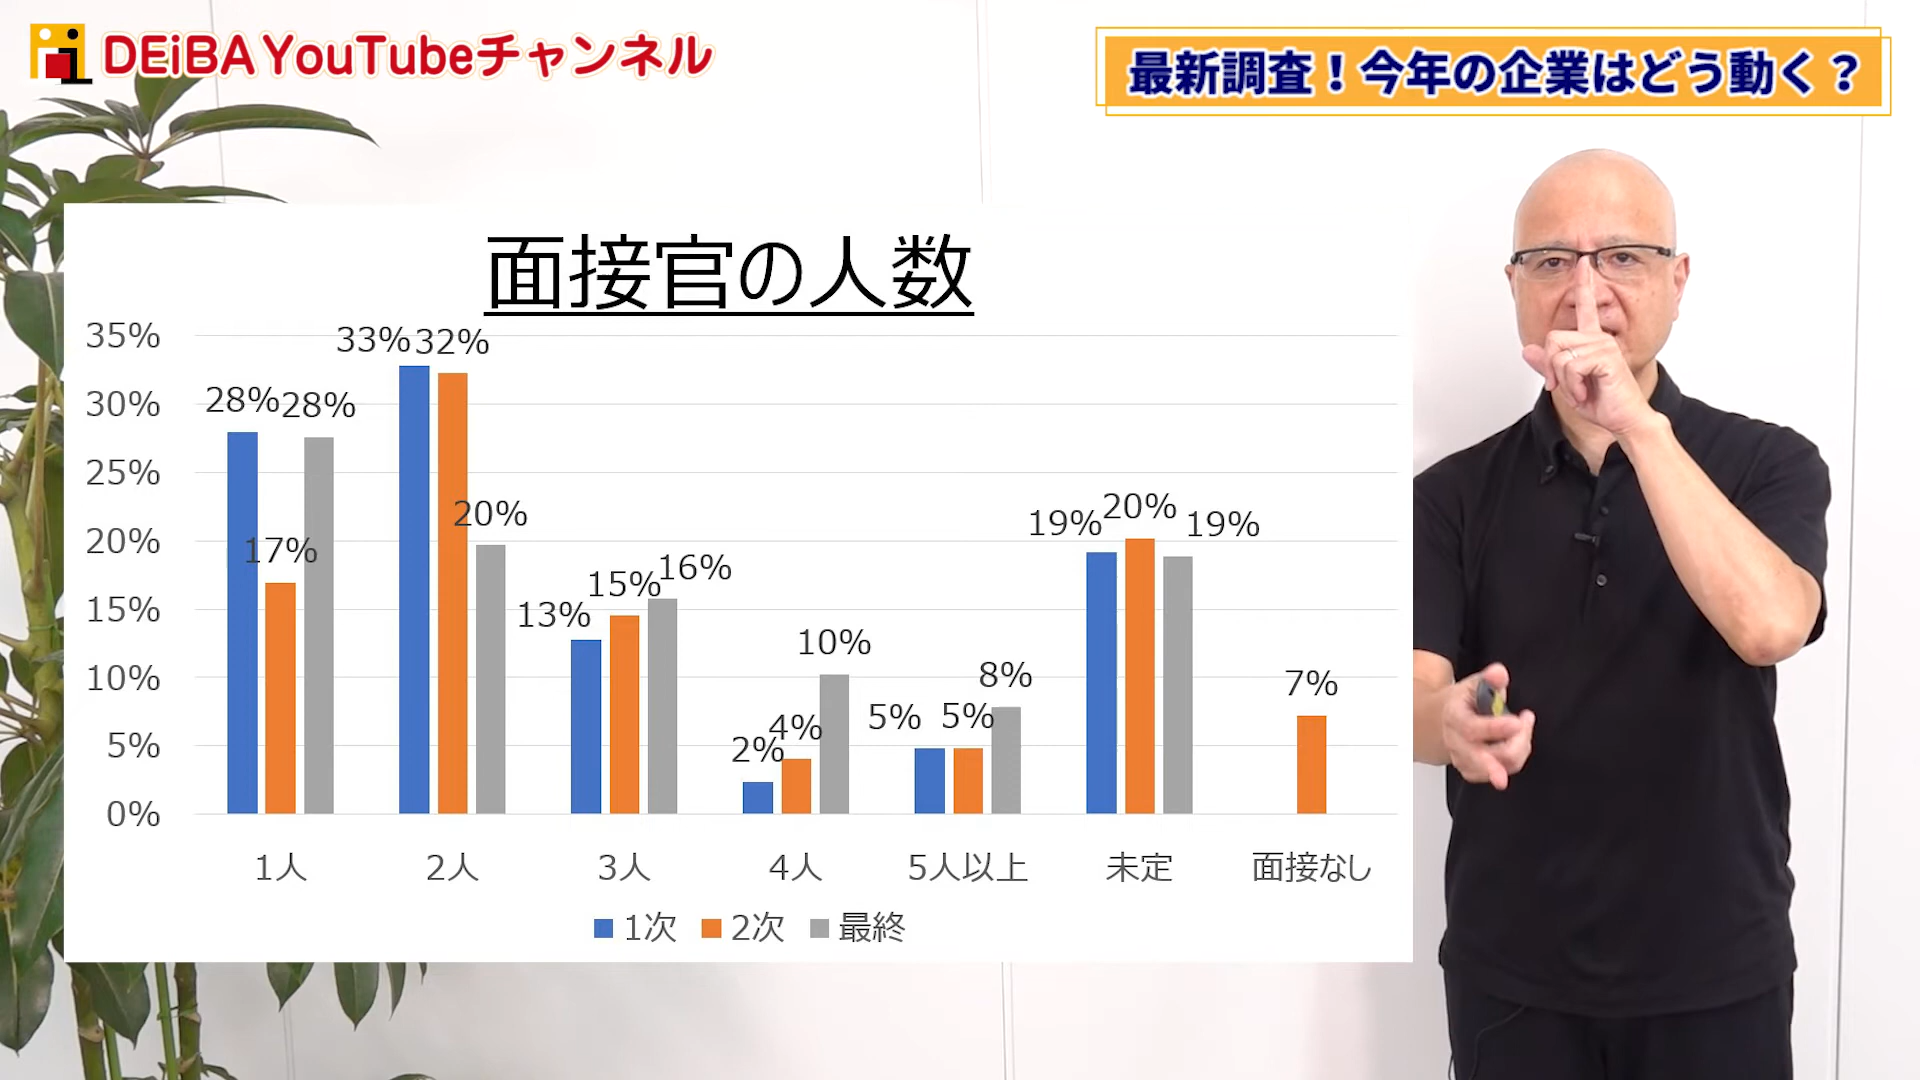 DEiBA YouTubeチャンネル
最新調査！今年の企業はどう動く？
面接官の人数
35%
30%
25%
20%
15%
10%
5%
0%
28% 17% 28%
33% 32% 20%
13% 15% 16%
2% 4% 10%
5% 5% 8%
19% 20% 19%
7%
1人 2人 3人 4人 5人以上 未定 面接なし
1次 2次 最終